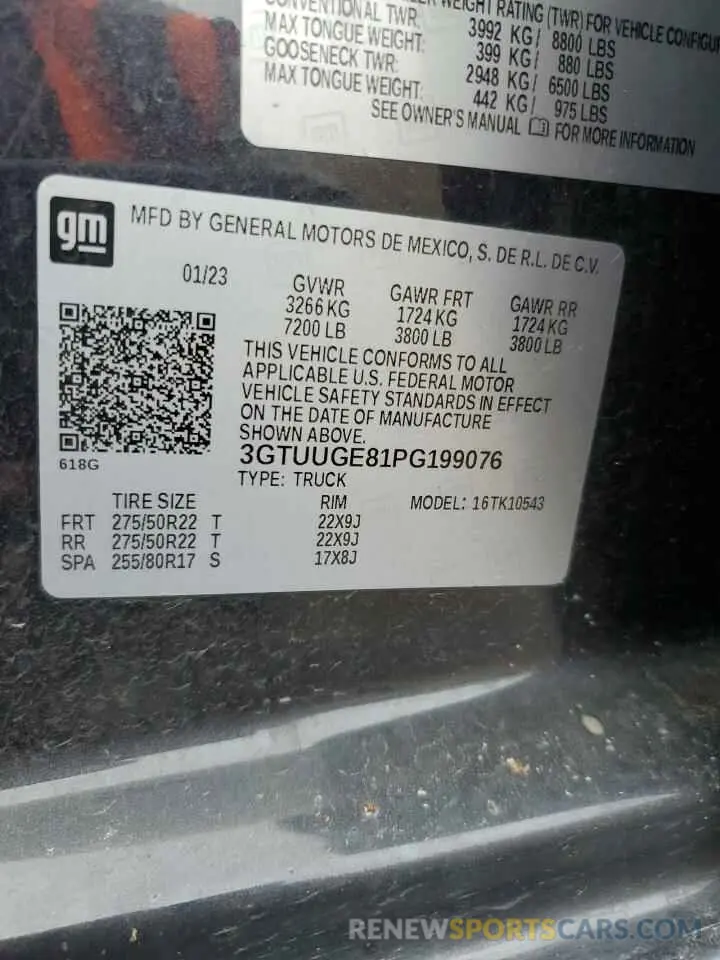 WEIGHT RATING (TWR) FOR VEHICLE
CONVENTIONAL TWR: 3992 KG/ 8800 LBS
MAX TONGUE WEIGHT: 399 KG/ 880 LBS
GOOSENECK TWR: 2948 KG/ 6500 LBS
MAX TONGUE WEIGHT: 442 KG/ 975 LBS
SEE OWNER'S MANUAL FOR MORE INFORMATION
gm MFD BY GENERAL MOTORS DE MEXICO, S. DE R.L. DE C.V.
01/23 GVWR GAWR FRT GAWR RR
3266 KG 1724 KG 1724 KG
7200 LB 3800 LB 3800 LB
THIS VEHICLE CONFORMS TO ALL
APPLICABLE U.S. FEDERAL MOTOR
VEHICLE SAFETY STANDARDS IN EFFECT
ON THE DATE OF MANUFACTURE
SHOWN ABOVE.
618G 3GTUUGE81PG199076
TYPE: TRUCK
TIRE SIZE RIM MODEL: 16TK10543
FRT 275/50R22 T 22X9J
RR 275/50R22 T 22X9J
SPA 255/80R17 S 17X8J
RENEWSPORTSCARS.COM